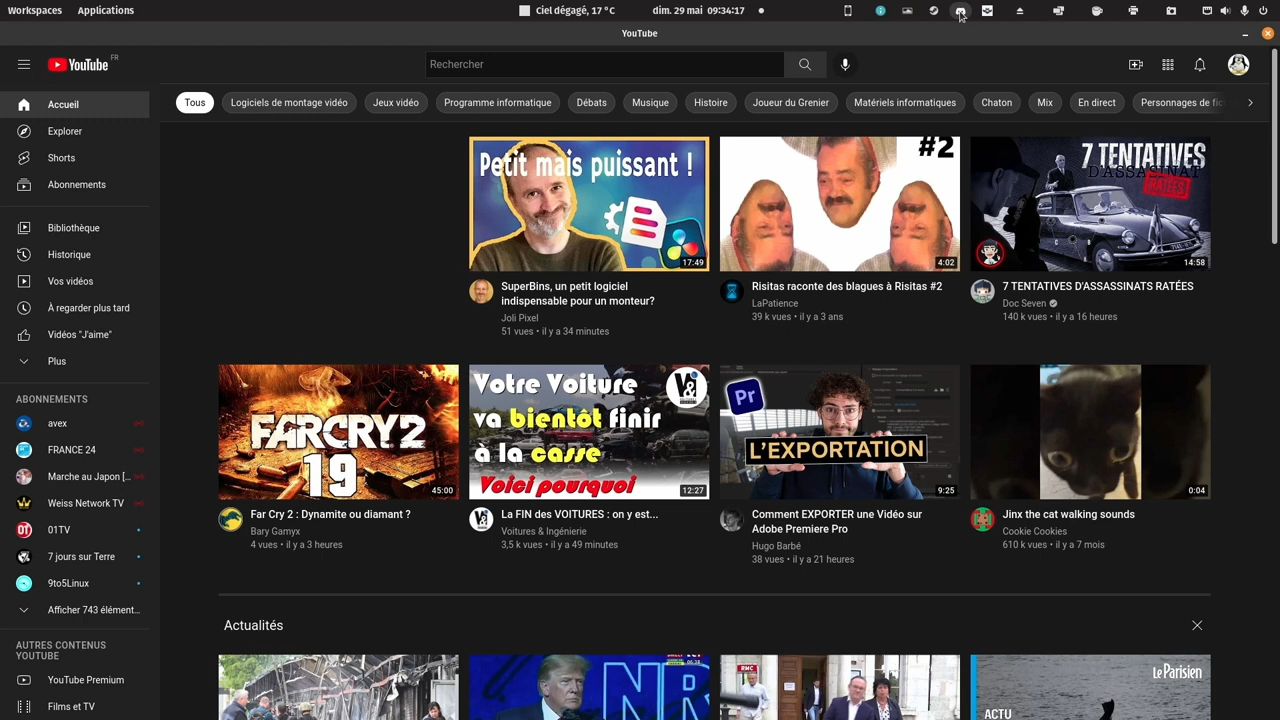 Workspaces Applications Ciel dégagé, 17 °C dim. 29 mai 09:34:17
YouTube
YouTube FR
Rechercher
Tous Logiciels de montage vidéo Jeux vidéo Programme informatique Débats Musique Histoire Joueur du Grenier Matériels informatiques Chaton Mix En direct Personnages de fic
Accueil
Explorer
Shorts
Abonnements
Bibliothèque
Historique
Vos vidéos
À regarder plus tard
Vidéos "J'aime"
Plus
ABONNEMENTS
avex
FRANCE 24
Marche au Japon [...
Weiss Network TV
01TV
7 jours sur Terre
9to5Linux
Afficher 743 élément...
AUTRES CONTENUS
YOUTUBE
YouTube Premium
Films et TV
Petit mais puissant !
17:49
SuperBins, un petit logiciel
indispensable pour un monteur?
Joli Pixel
51 vues • il y a 34 minutes
#2
4:02
Risitas raconte des blagues à Risitas #2
LaPatience
39 k vues • il y a 3 ans
7 TENTATIVES
D'ASSASSINAT
RATÉES
14:58
7 TENTATIVES D'ASSASSINATS RATÉES
Doc Seven
140 k vues • il y a 16 heures
FARCRY2
19
45:00
Far Cry 2 : Dynamite ou diamant ?
Bary Gamyx
4 vues • il y a 3 heures
Votre Voiture
va bientôt finir
à la casse
Voici pourquoi
V&I
12:27
La FIN des VOITURES : on y est...
Voitures & Ingénierie
3,5 k vues • il y a 49 minutes
Pr
L'EXPORTATION
9:25
Comment EXPORTER une Vidéo sur
Adobe Premiere Pro
Hugo Barbé
38 vues • il y a 21 heures
0:04
Jinx the cat walking sounds
Cookie Cookies
610 k vues • il y a 7 mois
Actualités
NR
RMC
Le Parisien
ACTU